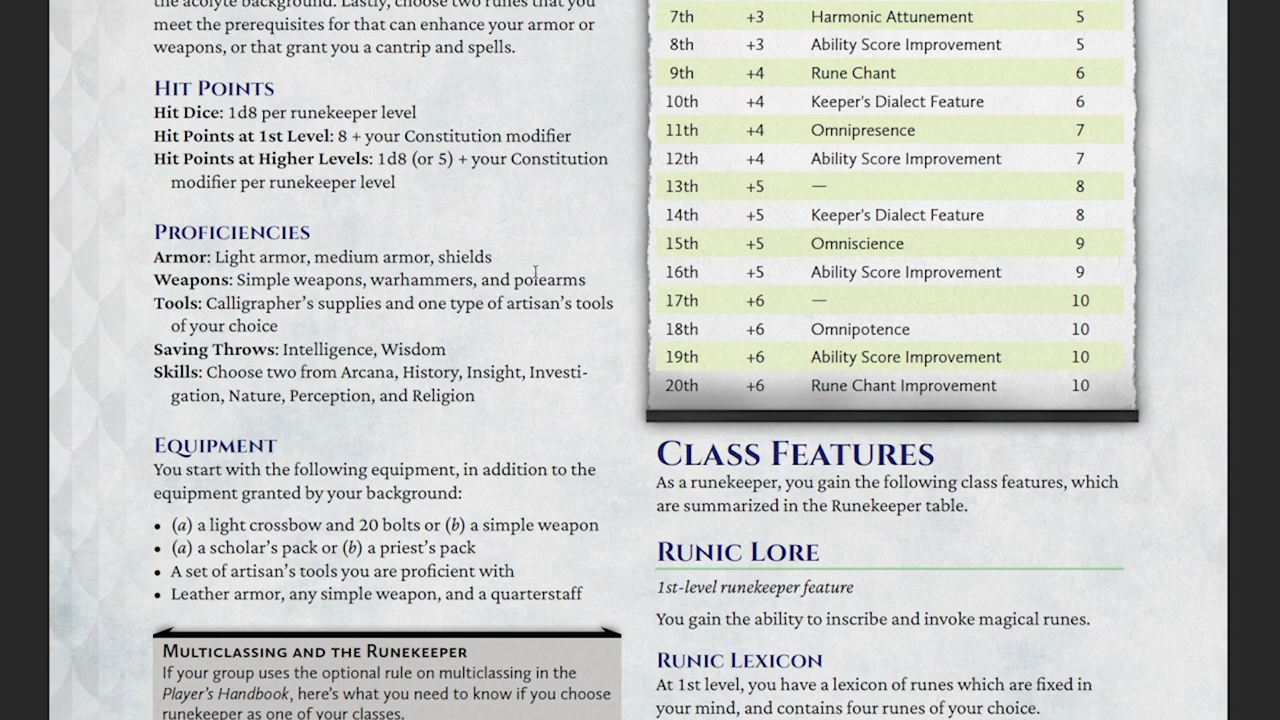 the acolyte background. Lastly, choose two runes that you
meet the prerequisites for that can enhance your armor or
weapons, or that grant you a cantrip and spells.
Hit Points
Hit Dice: 1d8 per runekeeper level
Hit Points at 1st Level: 8 + your Constitution modifier
Hit Points at Higher Levels: 1d8 (or 5) + your Constitution
modifier per runekeeper level
Proficiencies
Armor: Light armor, medium armor, shields
Weapons: Simple weapons, warhammers, and polearms
Tools: Calligrapher's supplies and one type of artisan's tools
of your choice
Saving Throws: Intelligence, Wisdom
Skills: Choose two from Arcana, History, Insight, Investi-
gation, Nature, Perception, and Religion
Equipment
You start with the following equipment, in addition to the
equipment granted by your background:
• (a) a light crossbow and 20 bolts or (b) a simple weapon
• (a) a scholar's pack or (b) a priest's pack
• A set of artisan's tools you are proficient with
• Leather armor, any simple weapon, and a quarterstaff
Multiclassing and the Runekeeper
If your group uses the optional rule on multiclassing in the
Player's Handbook, here's what you need to know if you choose
runekeeper as one of your classes.
7th +3 Harmonic Attunement 5
8th +3 Ability Score Improvement 5
9th +4 Rune Chant 6
10th +4 Keeper's Dialect Feature 6
11th +4 Omnipresence 7
12th +4 Ability Score Improvement 7
13th +5 — 8
14th +5 Keeper's Dialect Feature 8
15th +5 Omniscience 9
16th +5 Ability Score Improvement 9
17th +6 — 10
18th +6 Omnipotence 10
19th +6 Ability Score Improvement 10
20th +6 Rune Chant Improvement 10
Class Features
As a runekeeper, you gain the following class features, which
are summarized in the Runekeeper table.
Runic Lore
1st-level runekeeper feature
You gain the ability to inscribe and invoke magical runes.
Runic Lexicon
At 1st level, you have a lexicon of runes which are fixed in
your mind, and contains four runes of your choice.